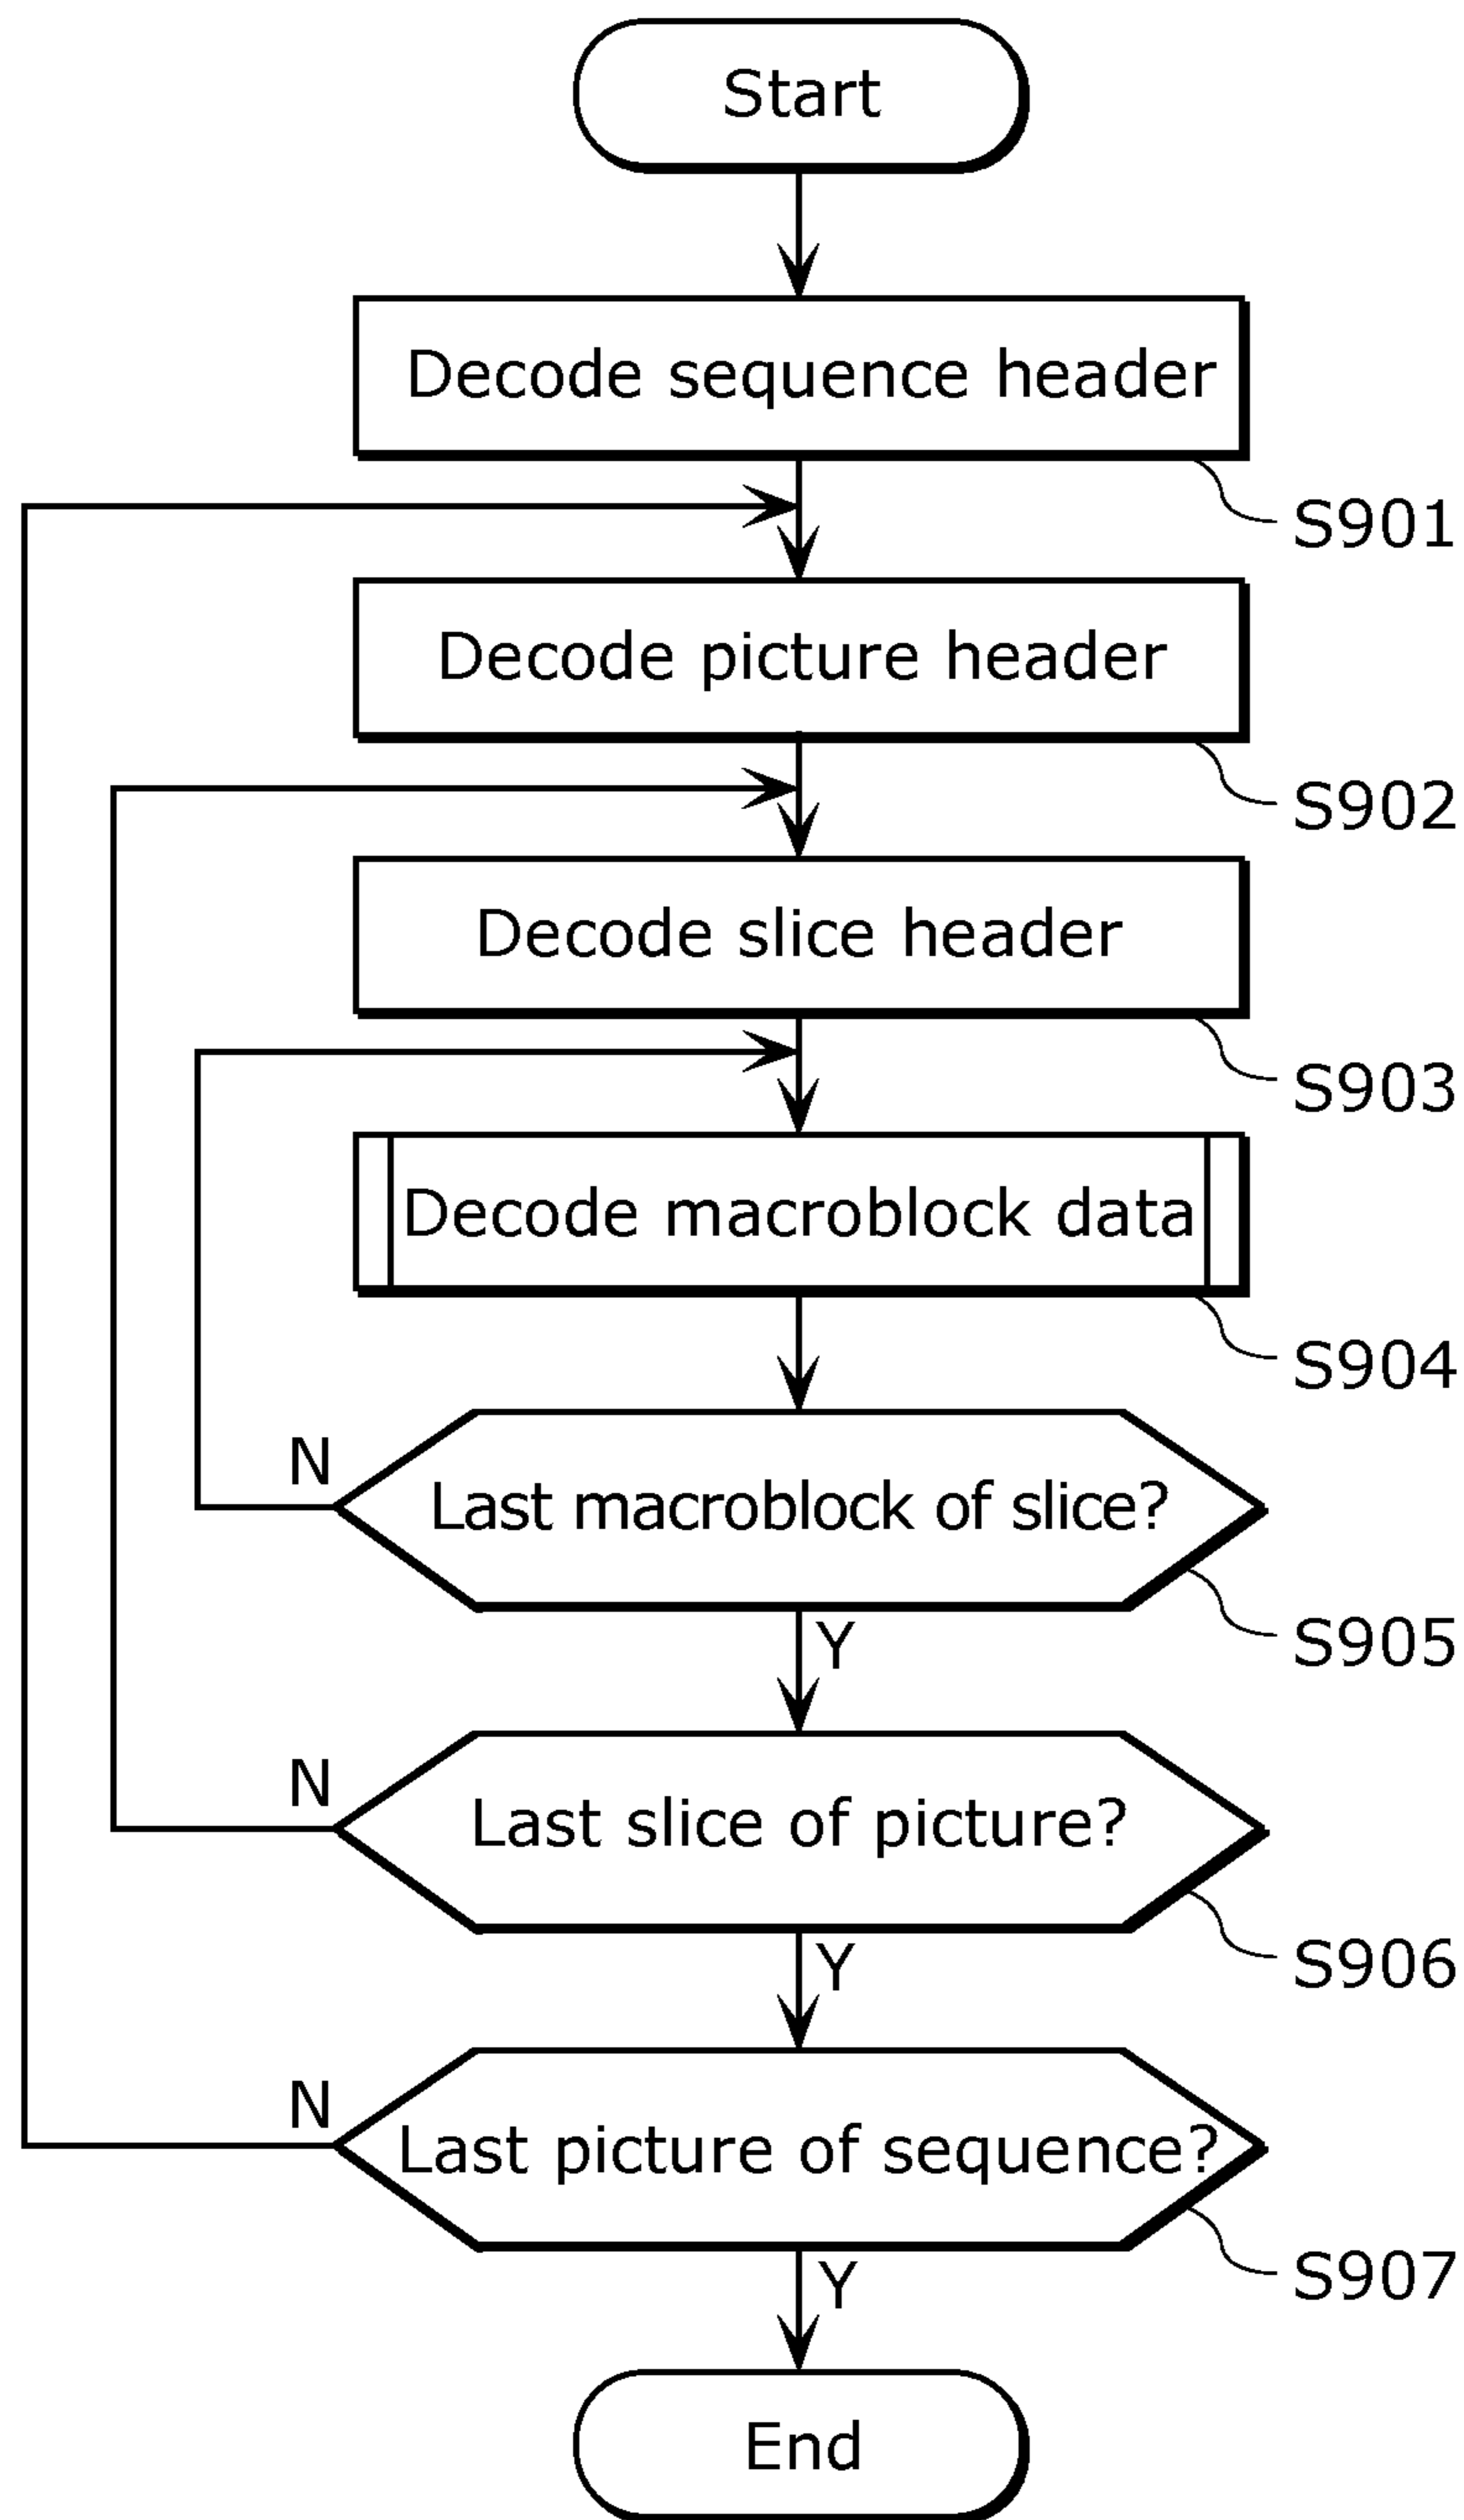 Start
Decode sequence header
S901
Decode picture header
S902
Decode slice header
S903
Decode macroblock data
S904
N
Last macroblock of slice?
S905
Y
N
Last slice of picture?
S906
Y
N
Last picture of sequence?
S907
Y
End